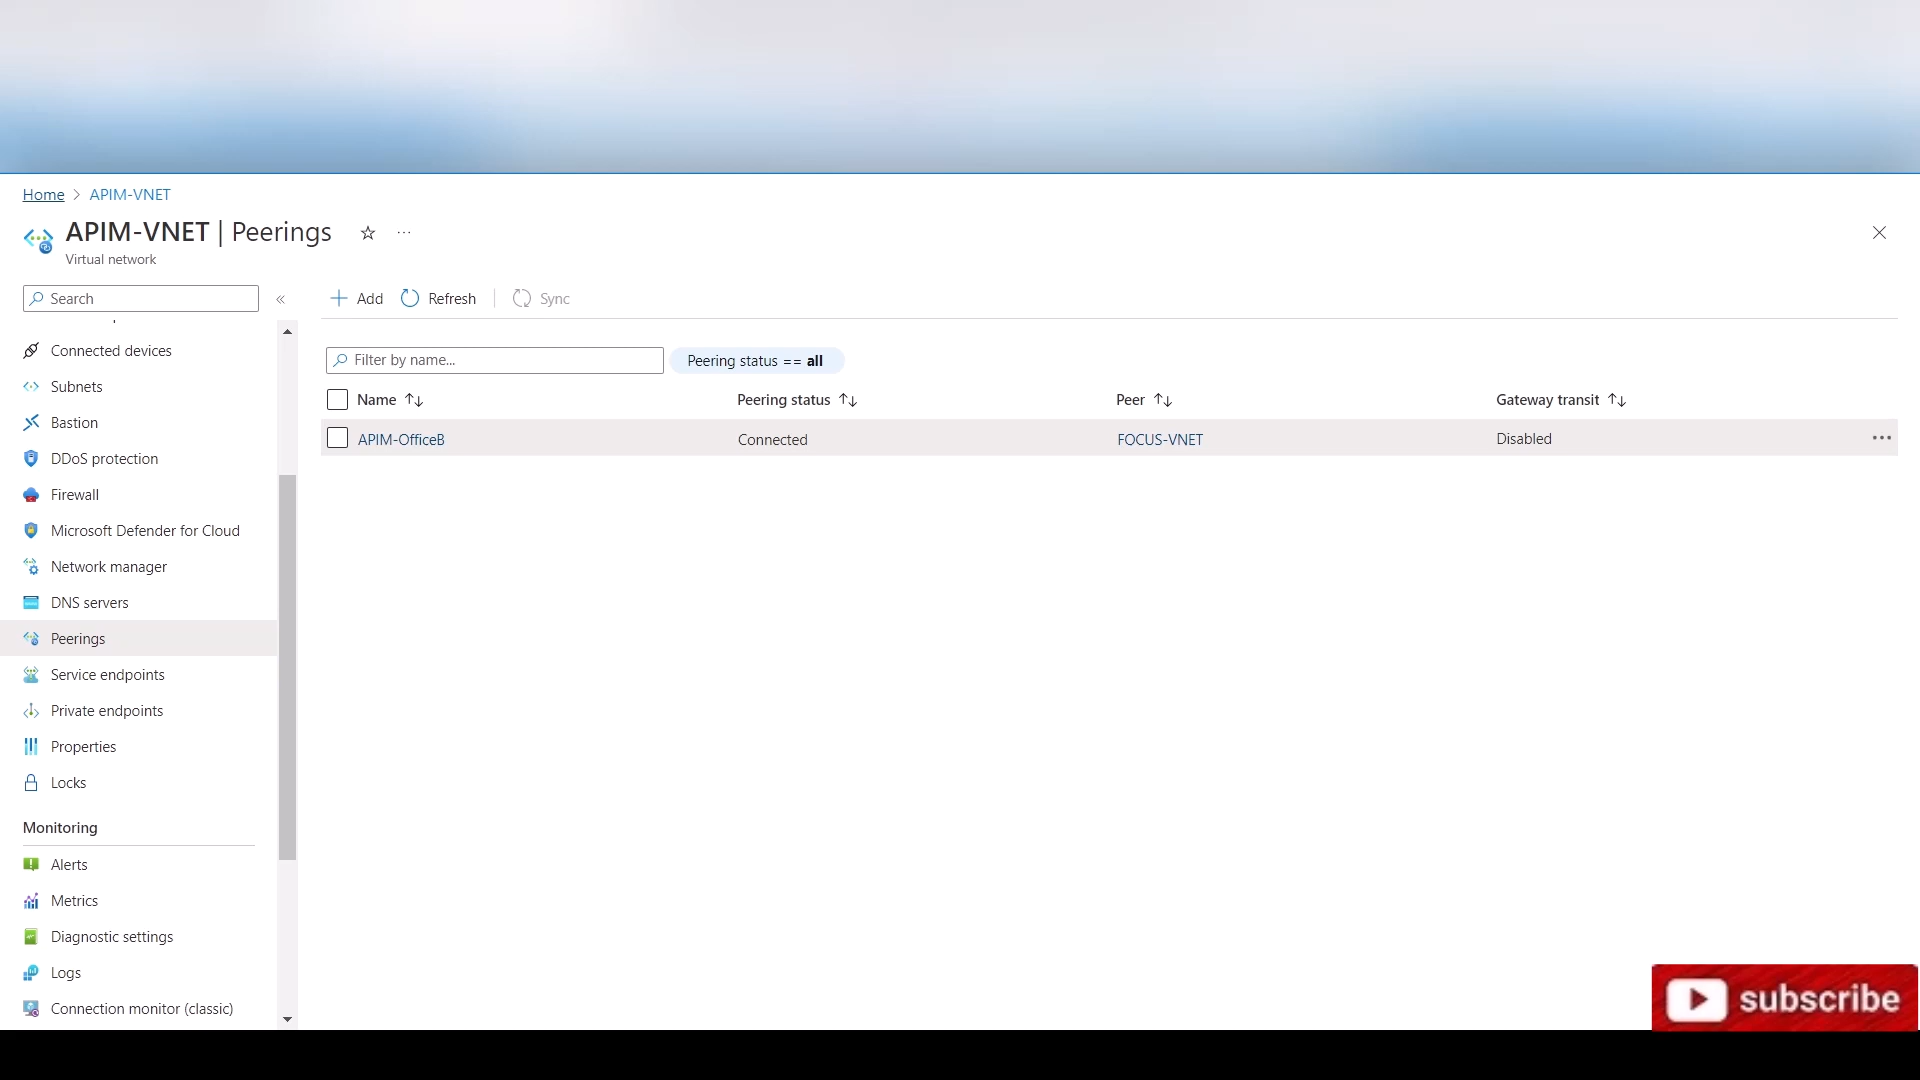 Home > APIM-VNET
APIM-VNET | Peerings
Virtual network
Search
Add Refresh Sync
Connected devices
Subnets
Bastion
DDoS protection
Firewall
Microsoft Defender for Cloud
Network manager
DNS servers
Peerings
Service endpoints
Private endpoints
Properties
Locks
Monitoring
Alerts
Metrics
Diagnostic settings
Logs
Connection monitor (classic)
Filter by name...
Peering status == all
Name Peering status Peer Gateway transit
APIM-OfficeB Connected FOCUS-VNET Disabled
subscribe